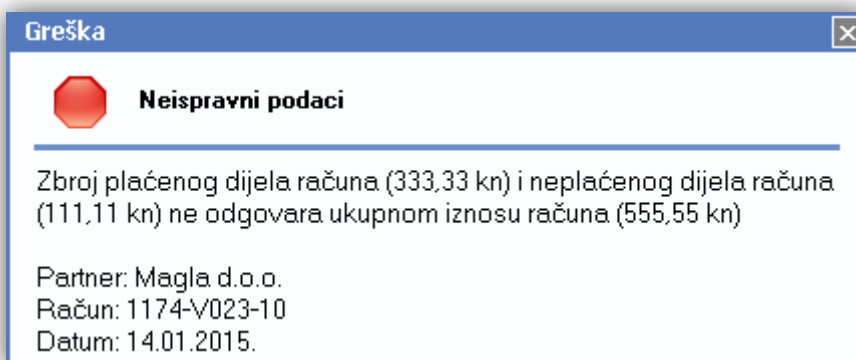 Greška
Neispravni podaci
Zbroj plaćenog dijela računa (333,33 kn) i neplaćenog dijela računa
(111,11 kn) ne odgovara ukupnom iznosu računa (555,55 kn)
Partner: Magla d.o.o.
Račun: 1174-V023-10
Datum: 14.01.2015.